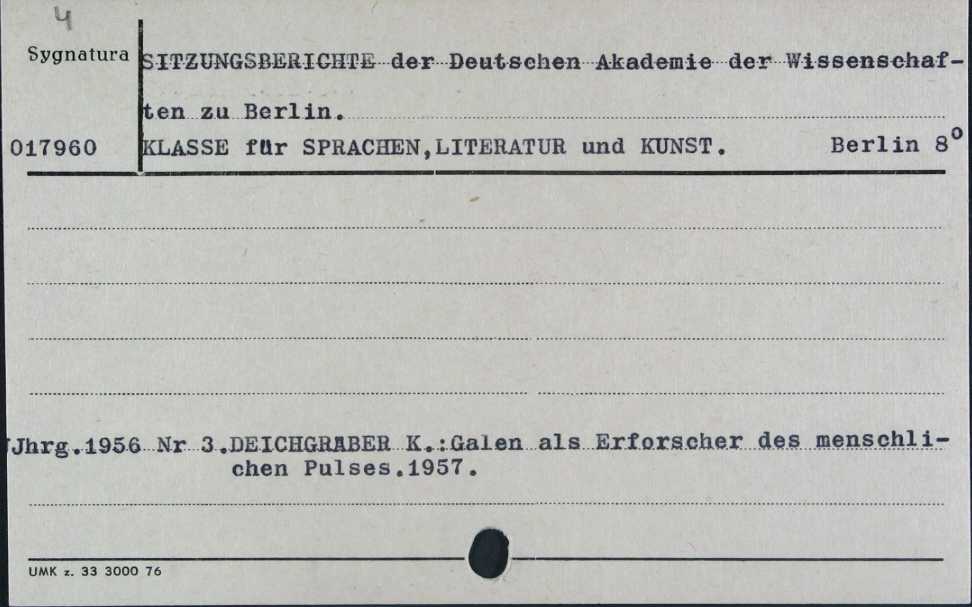 4
Sygnatura
SITZUNGSBERICHTE der Deutschen Akademie der Wissenschaf-
ten zu Berlin.
017960 KLASSE für SPRACHEN,LITERATUR und KUNST. Berlin 8⁰
Jhrg.1956 Nr 3.DEICHGRABER K.:Galen als Erforscher des menschli-
chen Pulses.1957.
UMK z. 33 3000 76